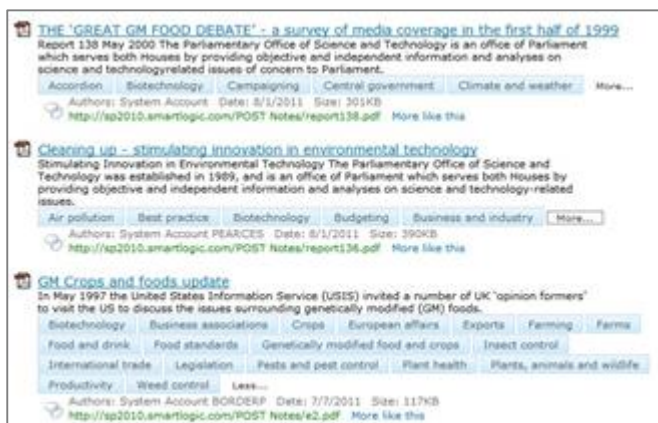 THE 'GREAT GM FOOD DEBATE' - a survey of media coverage in the first half of 1999
Report 138 May 2000 The Parliamentary Office of Science and Technology is an office of Parliament
which serves both Houses by providing objective and independent information and analyses on
science and technologyrelated issues of concern to Parliament.
Accordion Biotechnology Campaigning Central government Climate and weather More...
Authors: System Account Date: 8/1/2011 Size: 301KB
http://sp2010.smartlogic.com/POST Notes/report138.pdf More like this
Cleaning up - stimulating innovation in environmental technology
Stimulating Innovation in Environmental Technology The Parliamentary Office of Science and
Technology was established in 1989, and is an office of Parliament which serves both Houses by
providing objective and independent information and analyses on science and technology-related
issues.
Air pollution Best practice Biotechnology Budgeting Business and industry More...
Authors: System Account PEARCES Date: 8/1/2011 Size: 390KB
http://sp2010.smartlogic.com/POST Notes/report136.pdf More like this
GM Crops and foods update
In May 1997 the United States Information Service (USIS) invited a number of UK 'opinion formers'
to visit the US to discuss the issues surrounding genetically modified (GM) foods.
Biotechnology Business associations Crops European affairs Exports Farming Farms
Food and drink Food standards Genetically modified food and crops Insect control
International trade Legislation Pests and pest control Plant health Plants, animals and wildlife
Productivity Weed control Less...
Authors: System Account BORDERP Date: 7/7/2011 Size: 117KB
http://sp2010.smartlogic.com/POST Notes/e2.pdf More like this